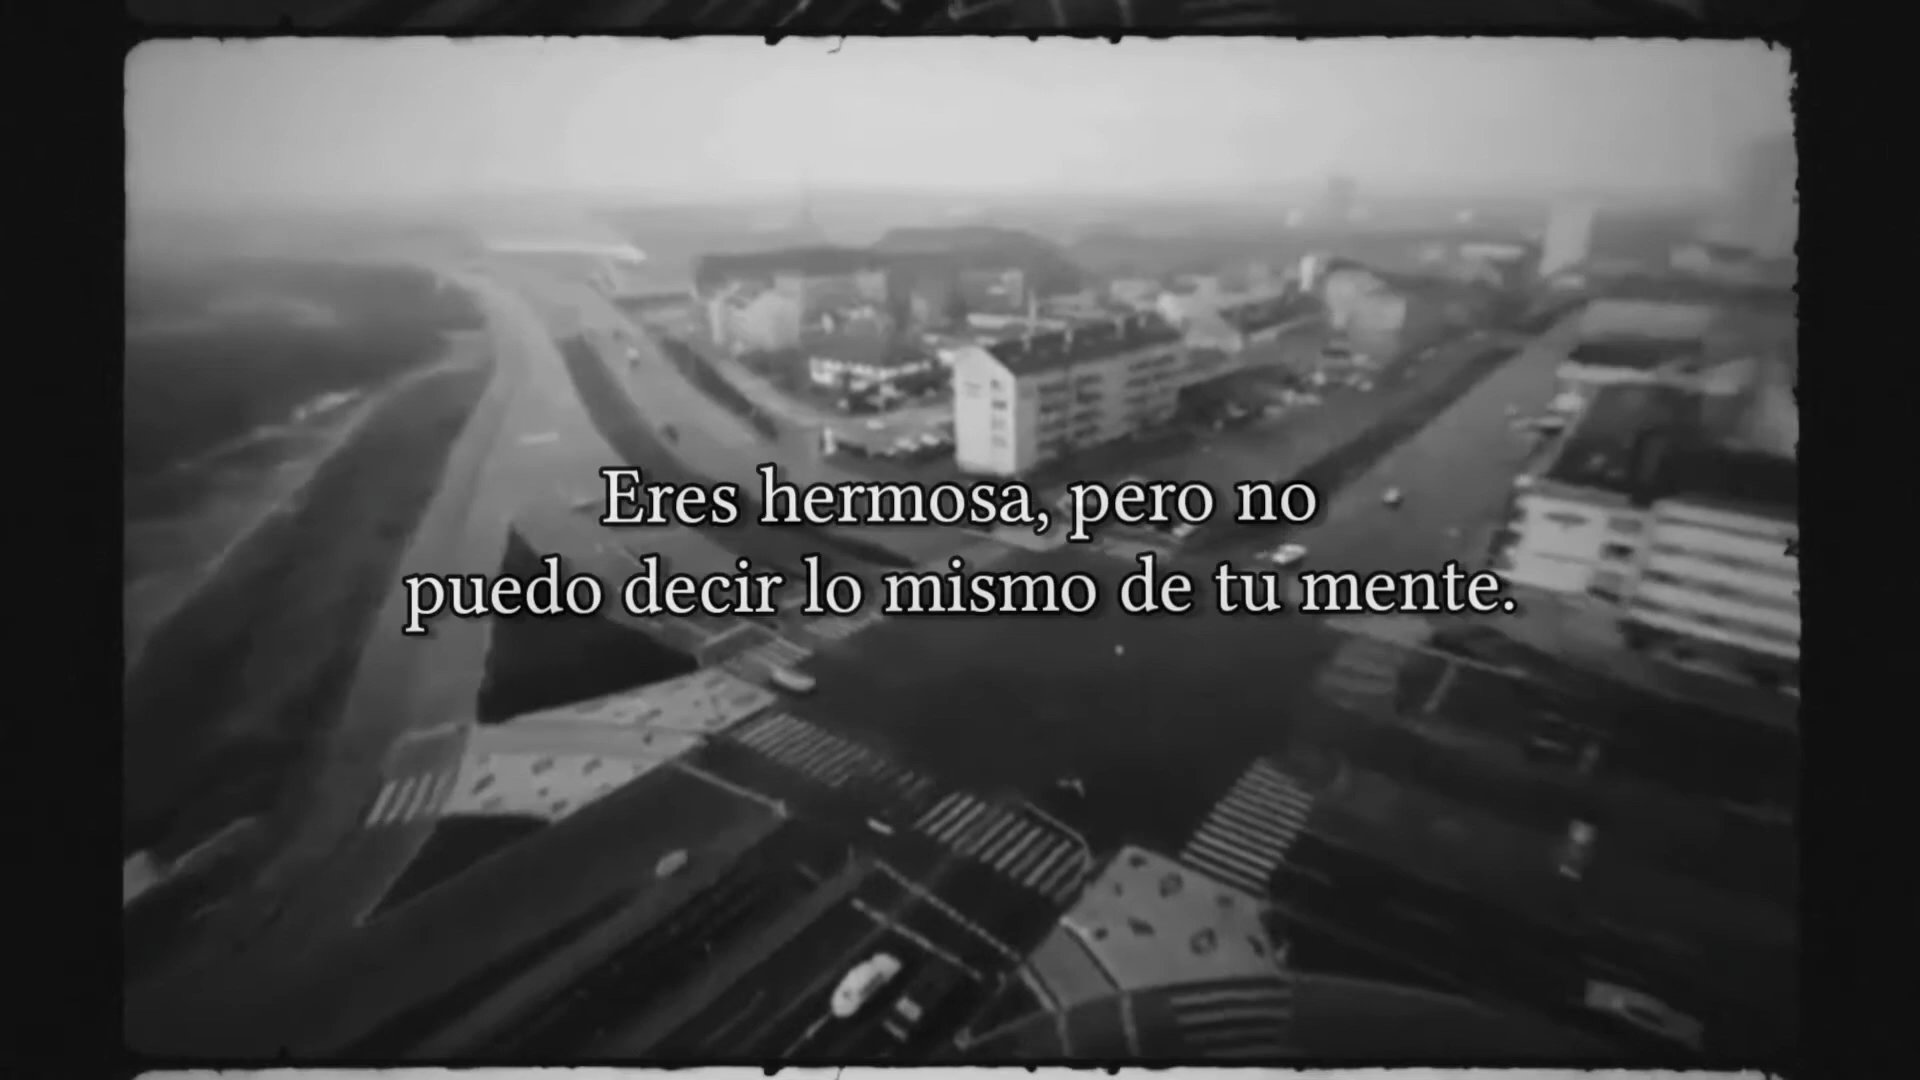 Eres hermosa, pero no
puedo decir lo mismo de tu mente.